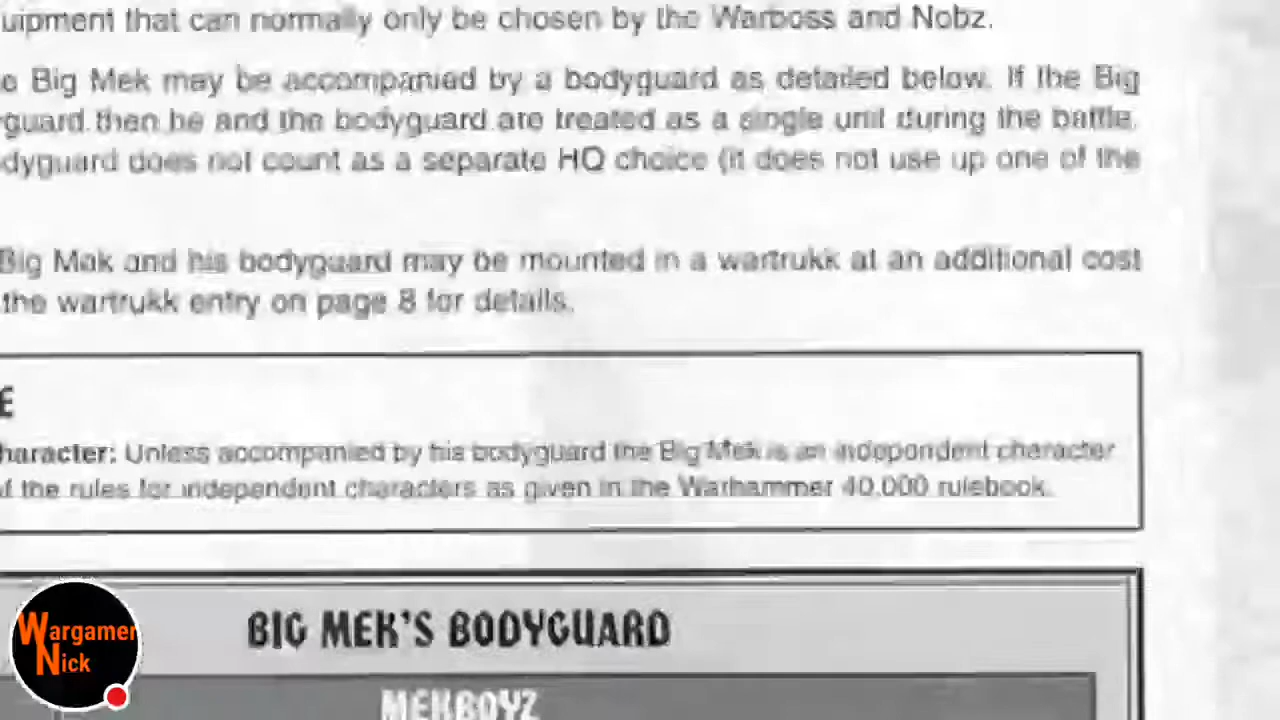 uipment that can normally only be chosen by the Warboss and Nobz.
e Big Mek may be accompanied by a bodyguard as detailed below. If the Big
guard then he and the bodyguard are treated as a single unit during the battle.
dyguard does not count as a separate HQ choice (it does not use up one of the
Big Mek and his bodyguard may be mounted in a wartrukk at an additional cost
the wartrukk entry on page 8 for details.
E
haracter: Unless accompanied by his bodyguard the Big Mek is an independent character
f the rules for independent characters as given in the Warhammer 40,000 rulebook.
BIG MEK'S BODYGUARD
MEKBOYZ
Wargamer
Nick